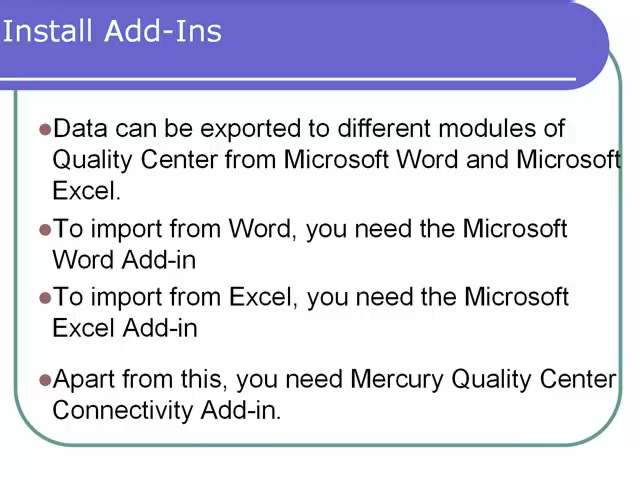 Install Add-Ins
Data can be exported to different modules of
Quality Center from Microsoft Word and Microsoft
Excel.
To import from Word, you need the Microsoft
Word Add-in
To import from Excel, you need the Microsoft
Excel Add-in
Apart from this, you need Mercury Quality Center
Connectivity Add-in.